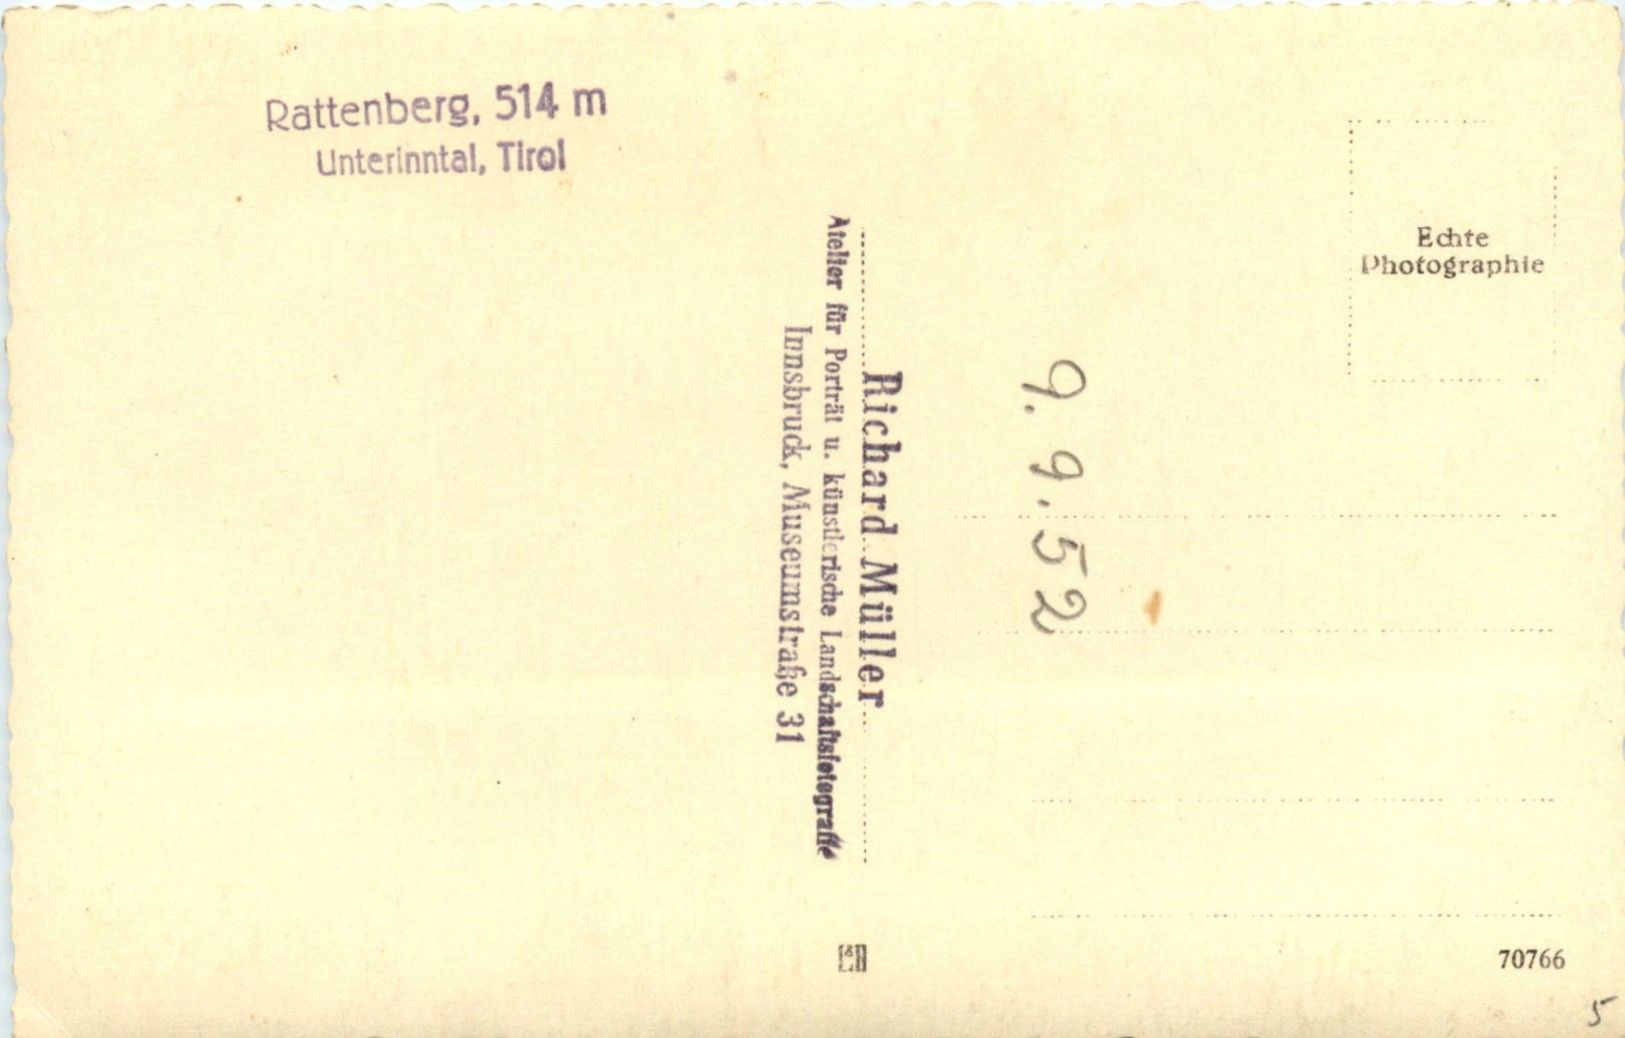 Rattenberg, 514 m
Unterinntal, Tirol
Richard Müller
Atelier für Porträt u. künstlerische Landschaftsfotografie
Innsbruck, Museumstraße 31
9.9.52
Echte
Photographie
70766
5